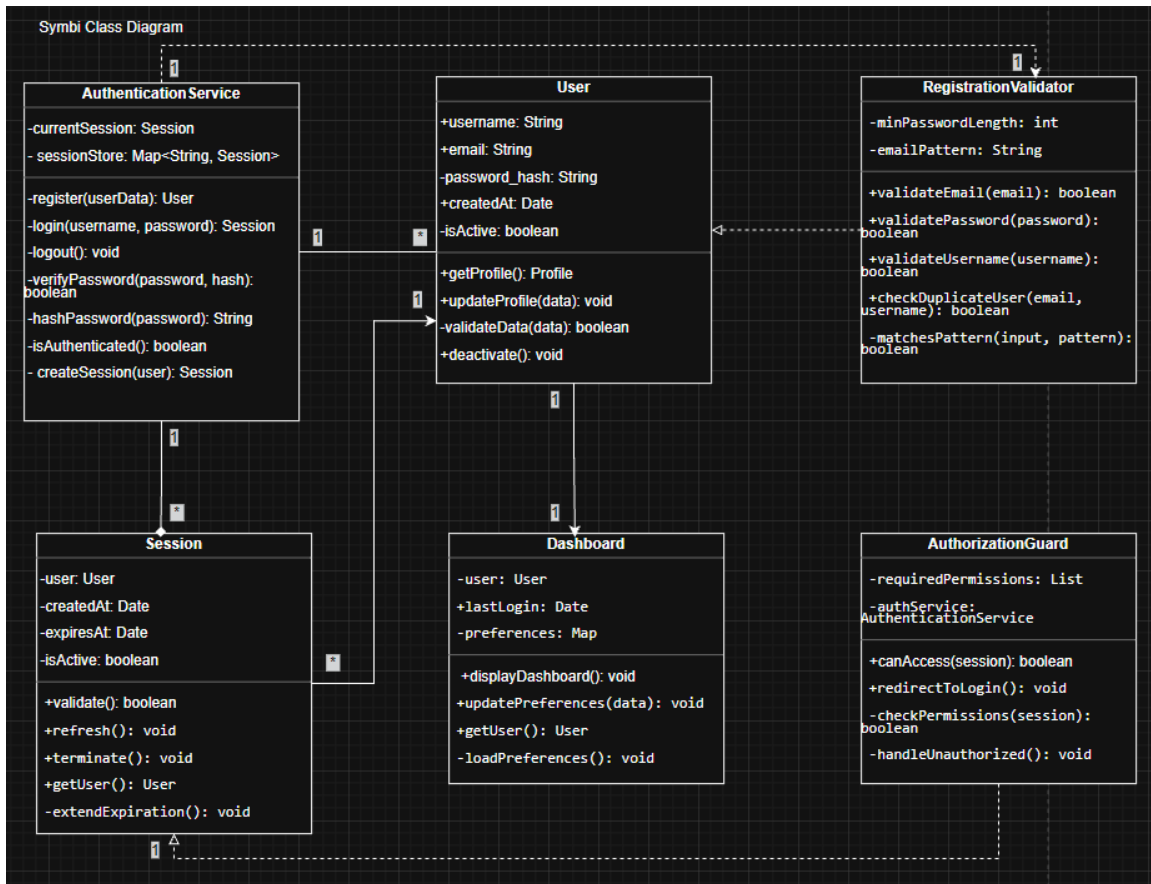 Symbi Class Diagram
1
1
AuthenticationService
-currentSession: Session
- sessionStore: Map<String, Session>
-register(userData): User
-login(username, password): Session
-logout(): void
-verifyPassword(password, hash):
boolean
-hashPassword(password): String
-isAuthenticated(): boolean
- createSession(user): Session
User
+username: String
+email: String
-password_hash: String
+createdAt: Date
-isActive: boolean
+getProfile(): Profile
+updateProfile(data): void
-validateData(data): boolean
+deactivate(): void
RegistrationValidator
-minPasswordLength: int
-emailPattern: String
+validateEmail(email): boolean
+validatePassword(password):
boolean
+validateUsername(username):
boolean
+checkDuplicateUser(email,
username): boolean
-matchesPattern(input, pattern):
boolean
1
*
1
1
1
*
1
Session
-user: User
-createdAt: Date
-expiresAt: Date
-isActive: boolean
+validate(): boolean
+refresh(): void
+terminate(): void
+getUser(): User
-extendExpiration(): void
*
1
Dashboard
-user: User
+lastLogin: Date
-preferences: Map
+displayDashboard(): void
+updatePreferences(data): void
+getUser(): User
-loadPreferences(): void
AuthorizationGuard
-requiredPermissions: List
-authService:
AuthenticationService
+canAccess(session): boolean
+redirectToLogin(): void
-checkPermissions(session):
boolean
-handleUnauthorized(): void